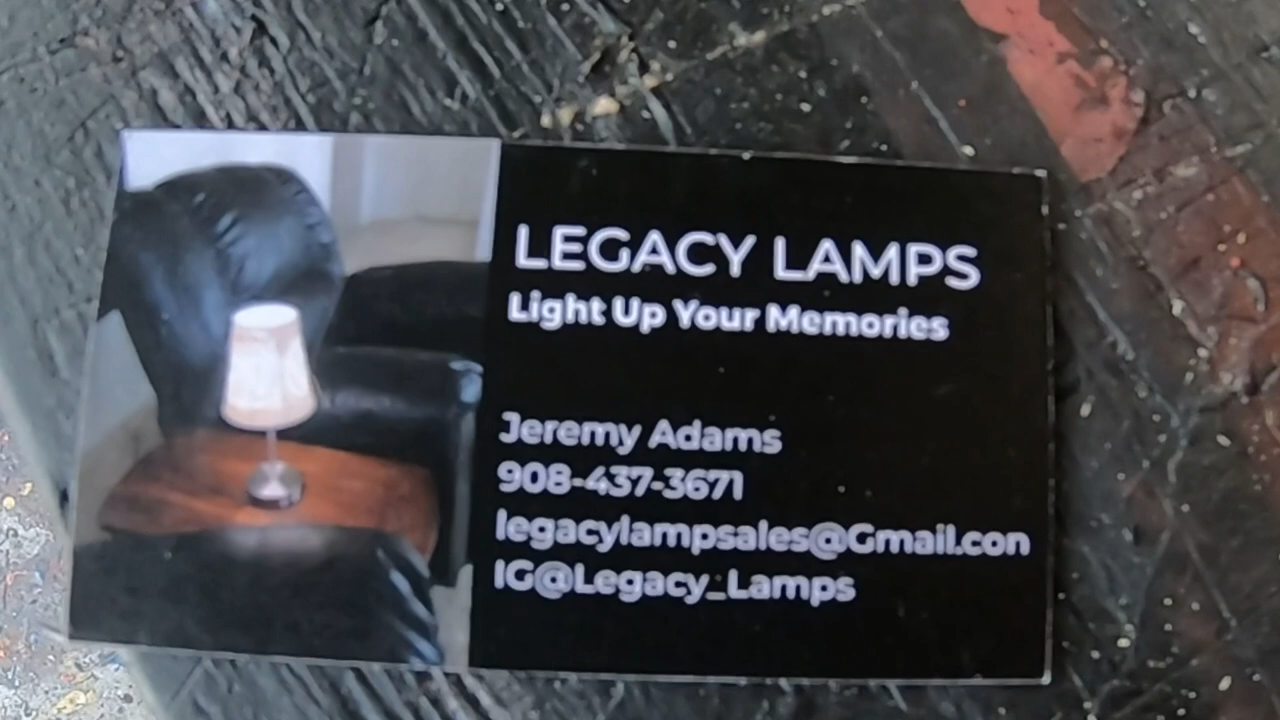 LEGACY LAMPS
Light Up Your Memories
Jeremy Adams
908-437-3671
legacylampsales@Gmail.con
IG@Legacy_Lamps